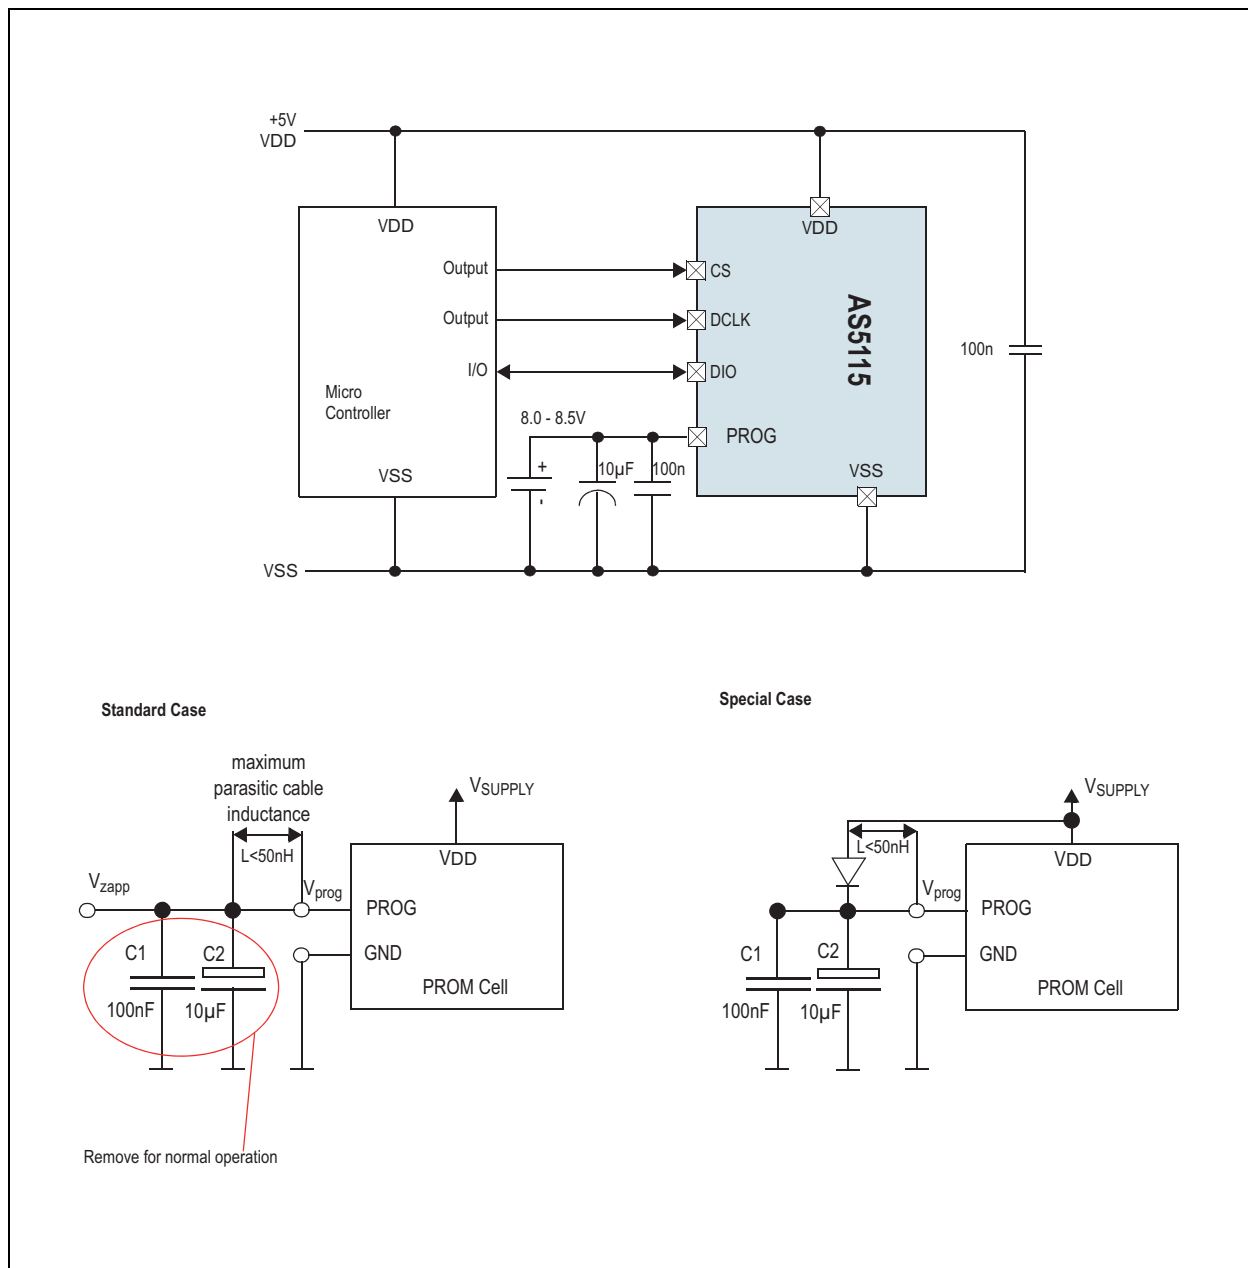 +5V
VDD
VDD
VDD
Output
CS
Output
DCLK
AS5115
100n
I/O
DIO
Micro
Controller
8.0 - 8.5V
PROG
+
10µF
100n
VSS
VSS
-
VSS
Standard Case
Special Case
maximum
parasitic cable
inductance
L<50nH
VSUPPLY
VDD
Vzapp
Vprog
PROG
C1
C2
GND
100nF
10µF
PROM Cell
Remove for normal operation
VSUPPLY
L<50nH
VDD
Vprog
PROG
C1
C2
GND
100nF
10µF
PROM Cell